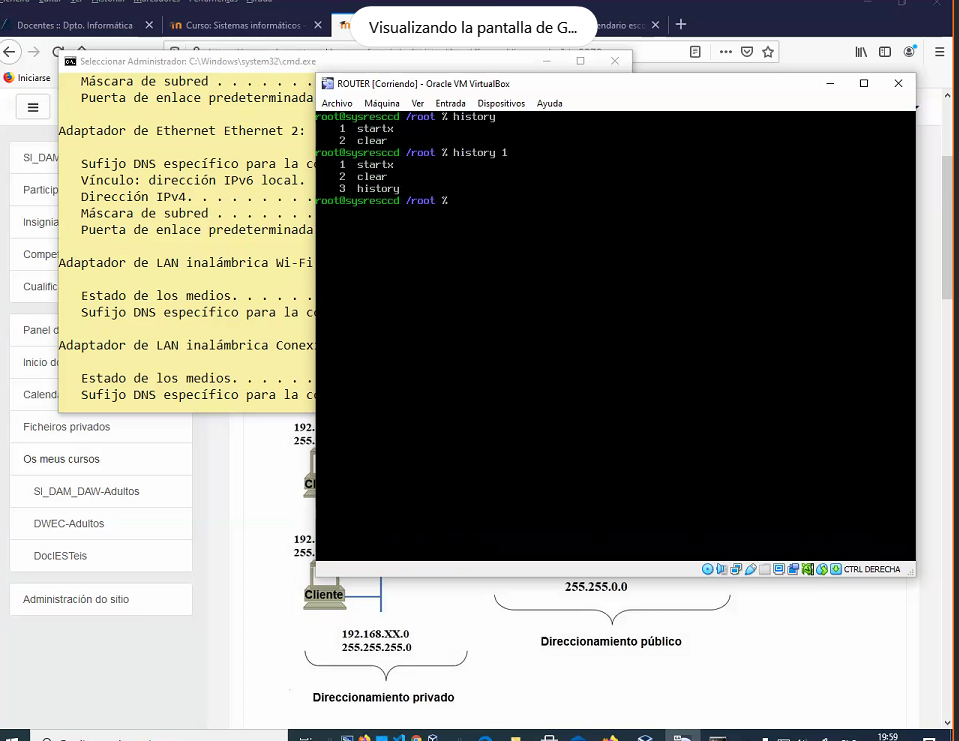 Visualizando la pantalla de G...
Docentes :: Dpto. Informática
Curso: Sistemas informáticos -
Seleccionar Administrador: C:\Windows\system32\cmd.exe
Iniciarse
Máscara de subred . . . . . . .
Puerta de enlace predeterminada
Adaptador de Ethernet Ethernet 2:
Sufijo DNS específico para la co
Vínculo: dirección IPv6 local. .
Dirección IPv4. . . . . . . . .
Máscara de subred . . . . . . .
Puerta de enlace predeterminada
Adaptador de LAN inalámbrica Wi-Fi
Estado de los medios. . . . . .
Sufijo DNS específico para la co
Adaptador de LAN inalámbrica Conex
Estado de los medios. . . . . .
Sufijo DNS específico para la co
ROUTER [Corriendo] - Oracle VM VirtualBox
Archivo Máquina Ver Entrada Dispositivos Ayuda
root@sysresccd /root % history
1 startx
2 clear
root@sysresccd /root % history 1
1 startx
2 clear
3 history
root@sysresccd /root %
CTRL DERECHA
SI_DAM
Particip
Insignia
Compe
Cualific
Panel d
Inicio do
Calend
Ficheiros privados
Os meus cursos
SI_DAM_DAW-Adultos
DWEC-Adultos
DocIESTeis
Administración do sitio
192.
255.
Cl
192.
255.
Cliente
192.168.XX.0
255.255.255.0
Direccionamiento privado
255.255.0.0
Direccionamiento público
19:59